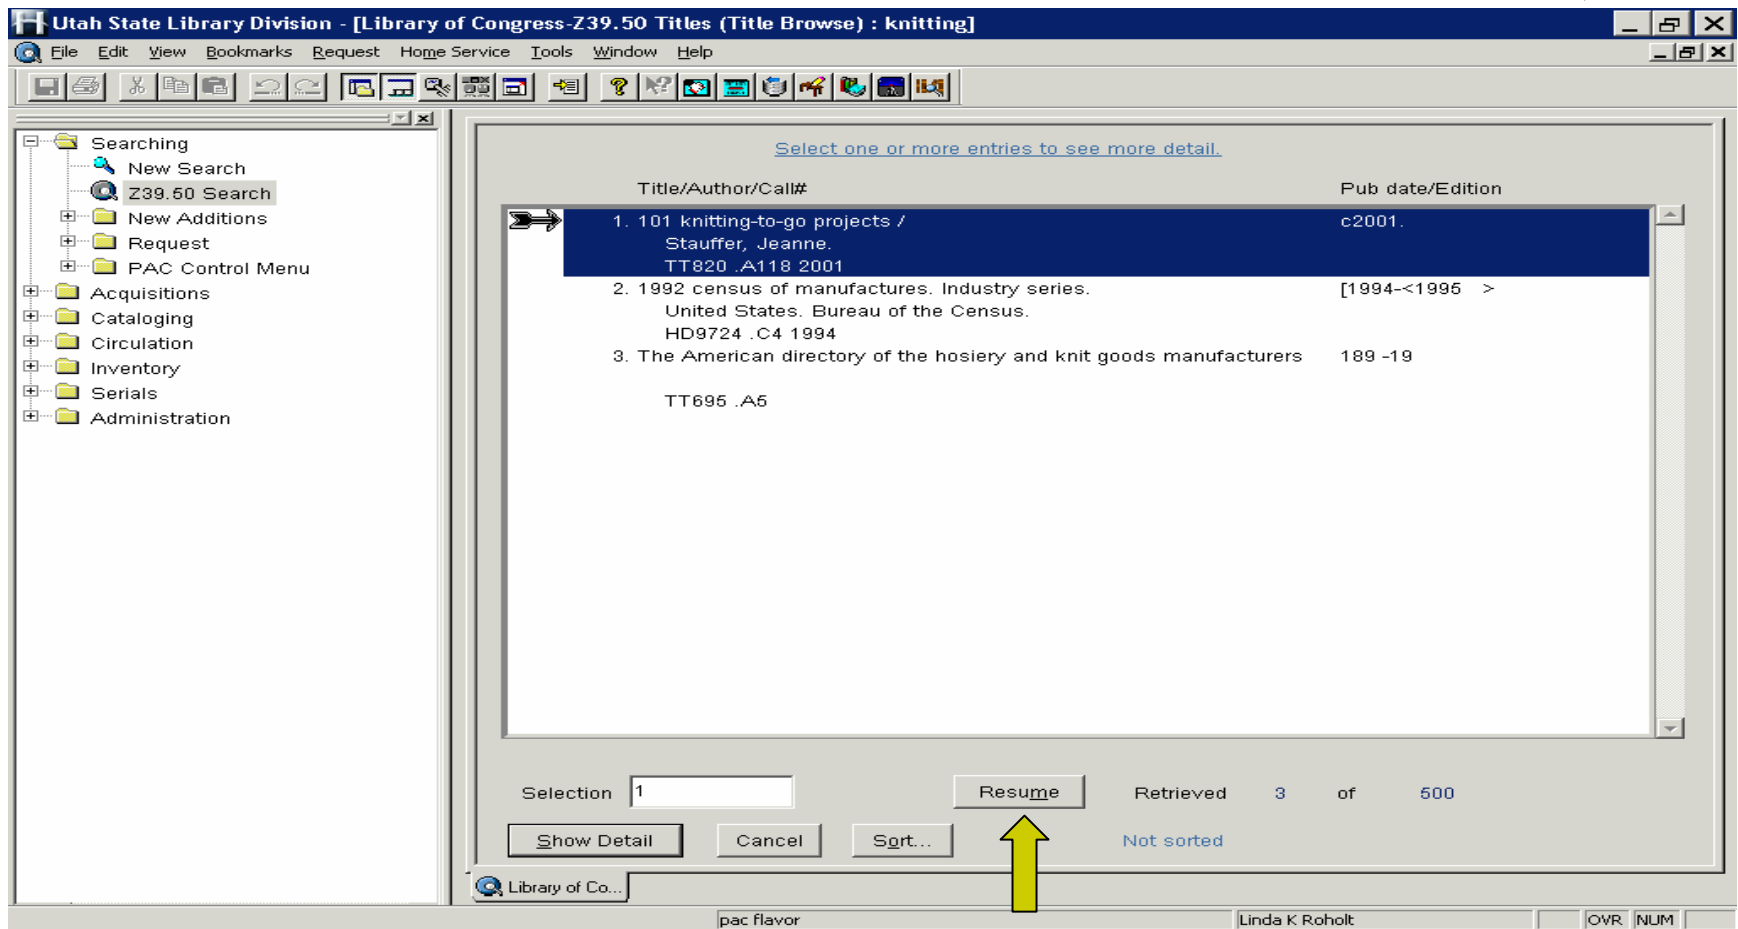 Utah State Library Division - [Library of Congress-Z39.50 Titles (Title Browse) : knitting]
File Edit View Bookmarks Request Home Service Tools Window Help
Searching
New Search
Z39.50 Search
New Additions
Request
PAC Control Menu
Acquisitions
Cataloging
Circulation
Inventory
Serials
Administration
Select one or more entries to see more detail.
Title/Author/Call# Pub date/Edition
1. 101 knitting-to-go projects / c2001.
Stauffer, Jeanne.
TT820 .A118 2001
2. 1992 census of manufactures. Industry series. [1994-<1995 >
United States. Bureau of the Census.
HD9724 .C4 1994
3. The American directory of the hosiery and knit goods manufacturers 189 -19
TT695 .A5
Selection 1 Resume Retrieved 3 of 500
Show Detail Cancel Sort... Not sorted
Library of Co...
pac flavor Linda K Roholt OVR NUM